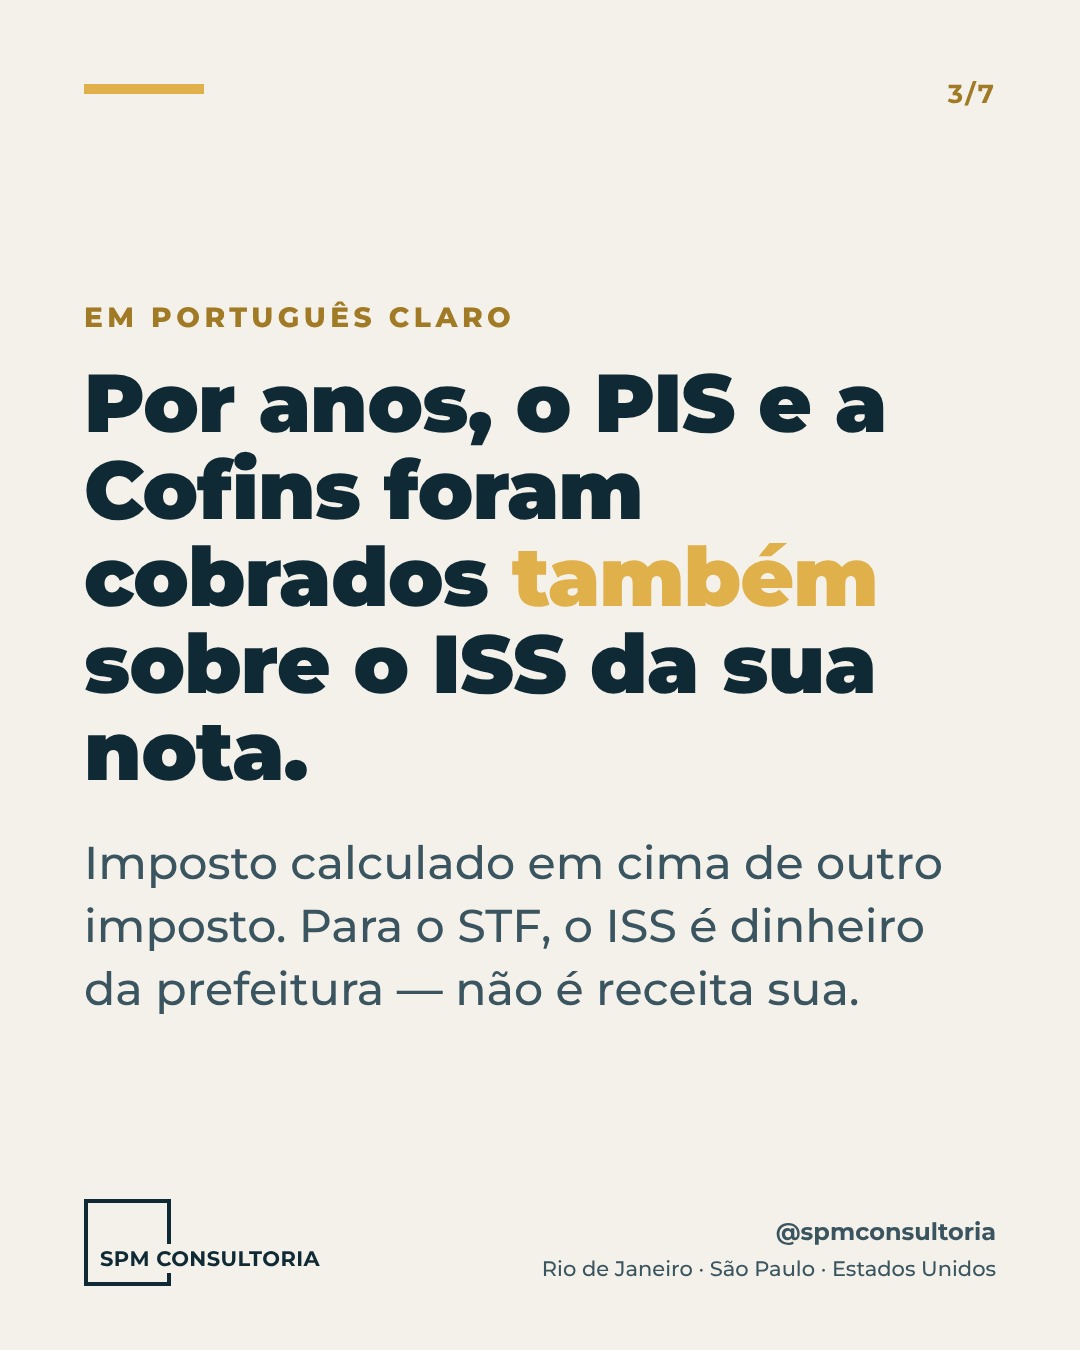 3/7
EM PORTUGUÊS CLARO
Por anos, o PIS e a
Cofins foram
cobrados também
sobre o ISS da sua
nota.
Imposto calculado em cima de outro
imposto. Para o STF, o ISS é dinheiro
da prefeitura — não é receita sua.
SPM CONSULTORIA
@spmconsultoria
Rio de Janeiro · São Paulo · Estados Unidos